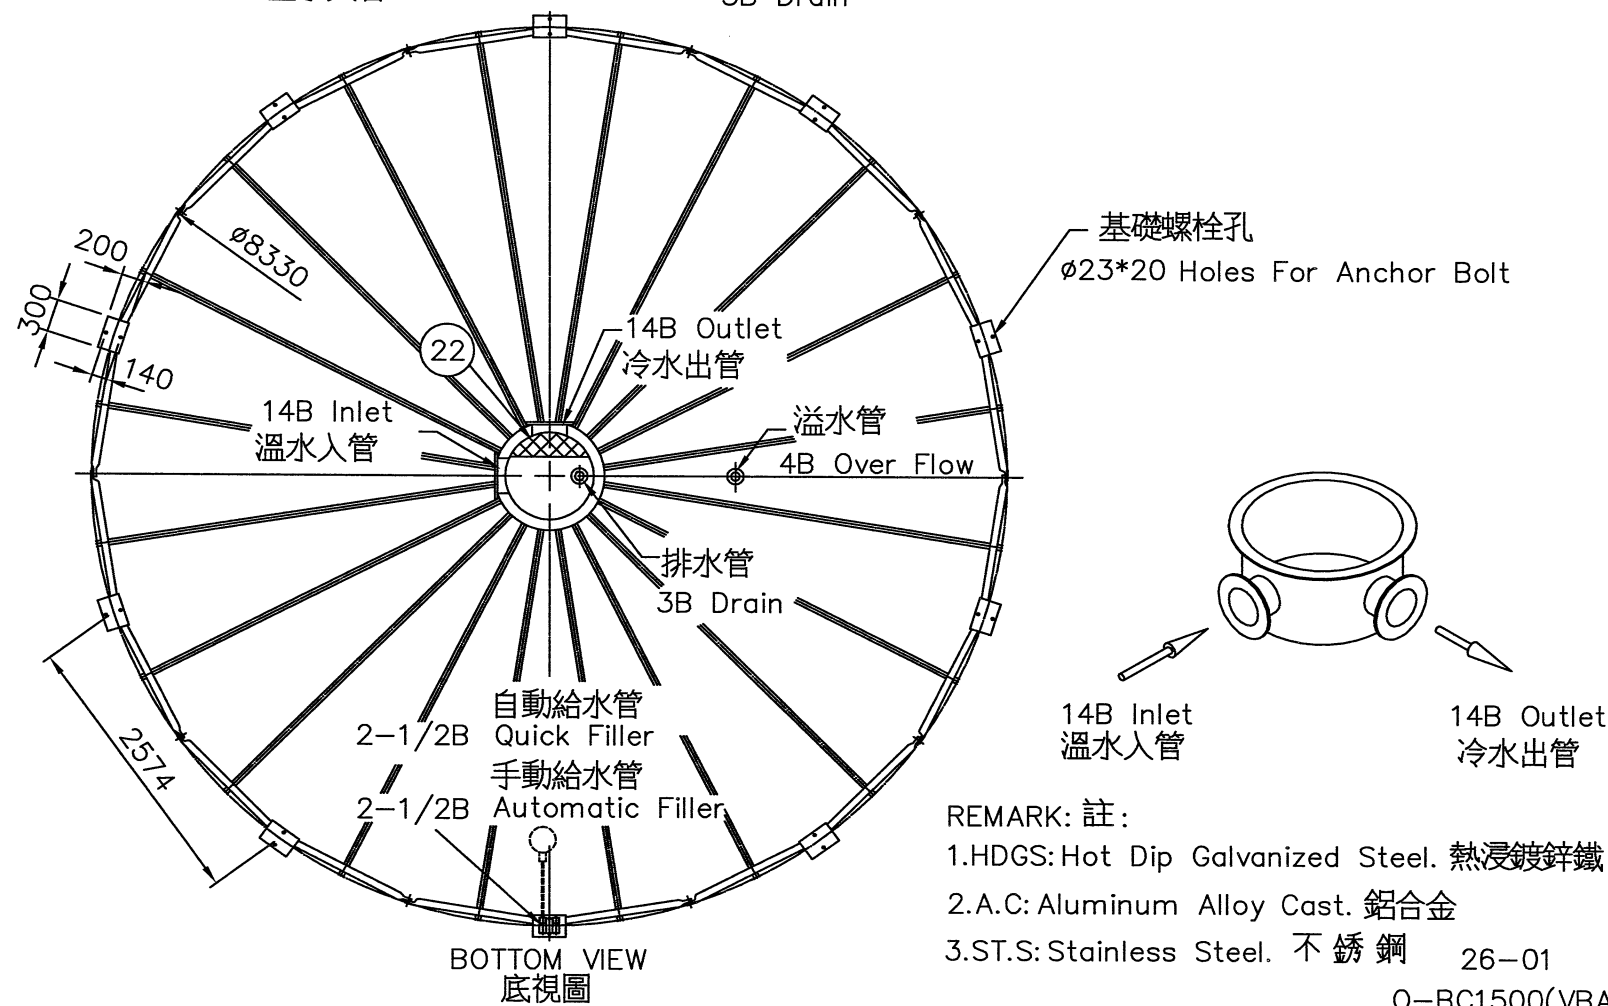 3B Drain
基礎螺栓孔
ø23*20 Holes For Anchor Bolt
200
ø8330
300
140
22
14B Outlet
冷水出管
14B Inlet
溫水入管
溢水管
4B Over Flow
排水管
3B Drain
自動給水管
2-1/2B Quick Filler
手動給水管
2-1/2B Automatic Filler
2574
BOTTOM VIEW
底視圖
14B Inlet
溫水入管
14B Outlet
冷水出管
REMARK: 註:
1.HDGS: Hot Dip Galvanized Steel. 熱浸鍍鋅鐵
2.A.C: Aluminum Alloy Cast. 鋁合金
3.ST.S: Stainless Steel. 不銹鋼
26-01